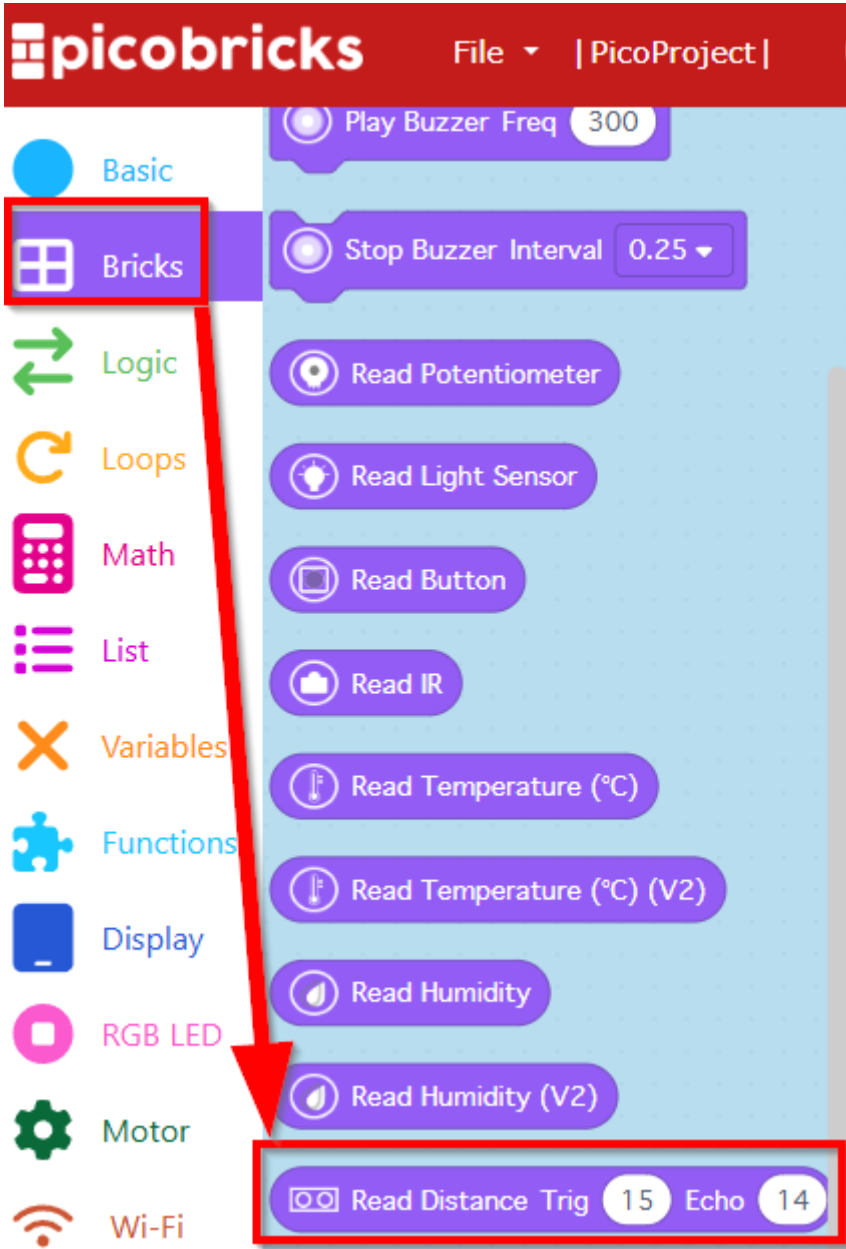 picobricks File |PicoProject|
Basic
Bricks
Logic
Loops
Math
List
Variables
Functions
Display
RGB LED
Motor
Wi-Fi
Play Buzzer Freq 300
Stop Buzzer Interval 0.25
Read Potentiometer
Read Light Sensor
Read Button
Read IR
Read Temperature (°C)
Read Temperature (°C) (V2)
Read Humidity
Read Humidity (V2)
Read Distance Trig 15 Echo 14